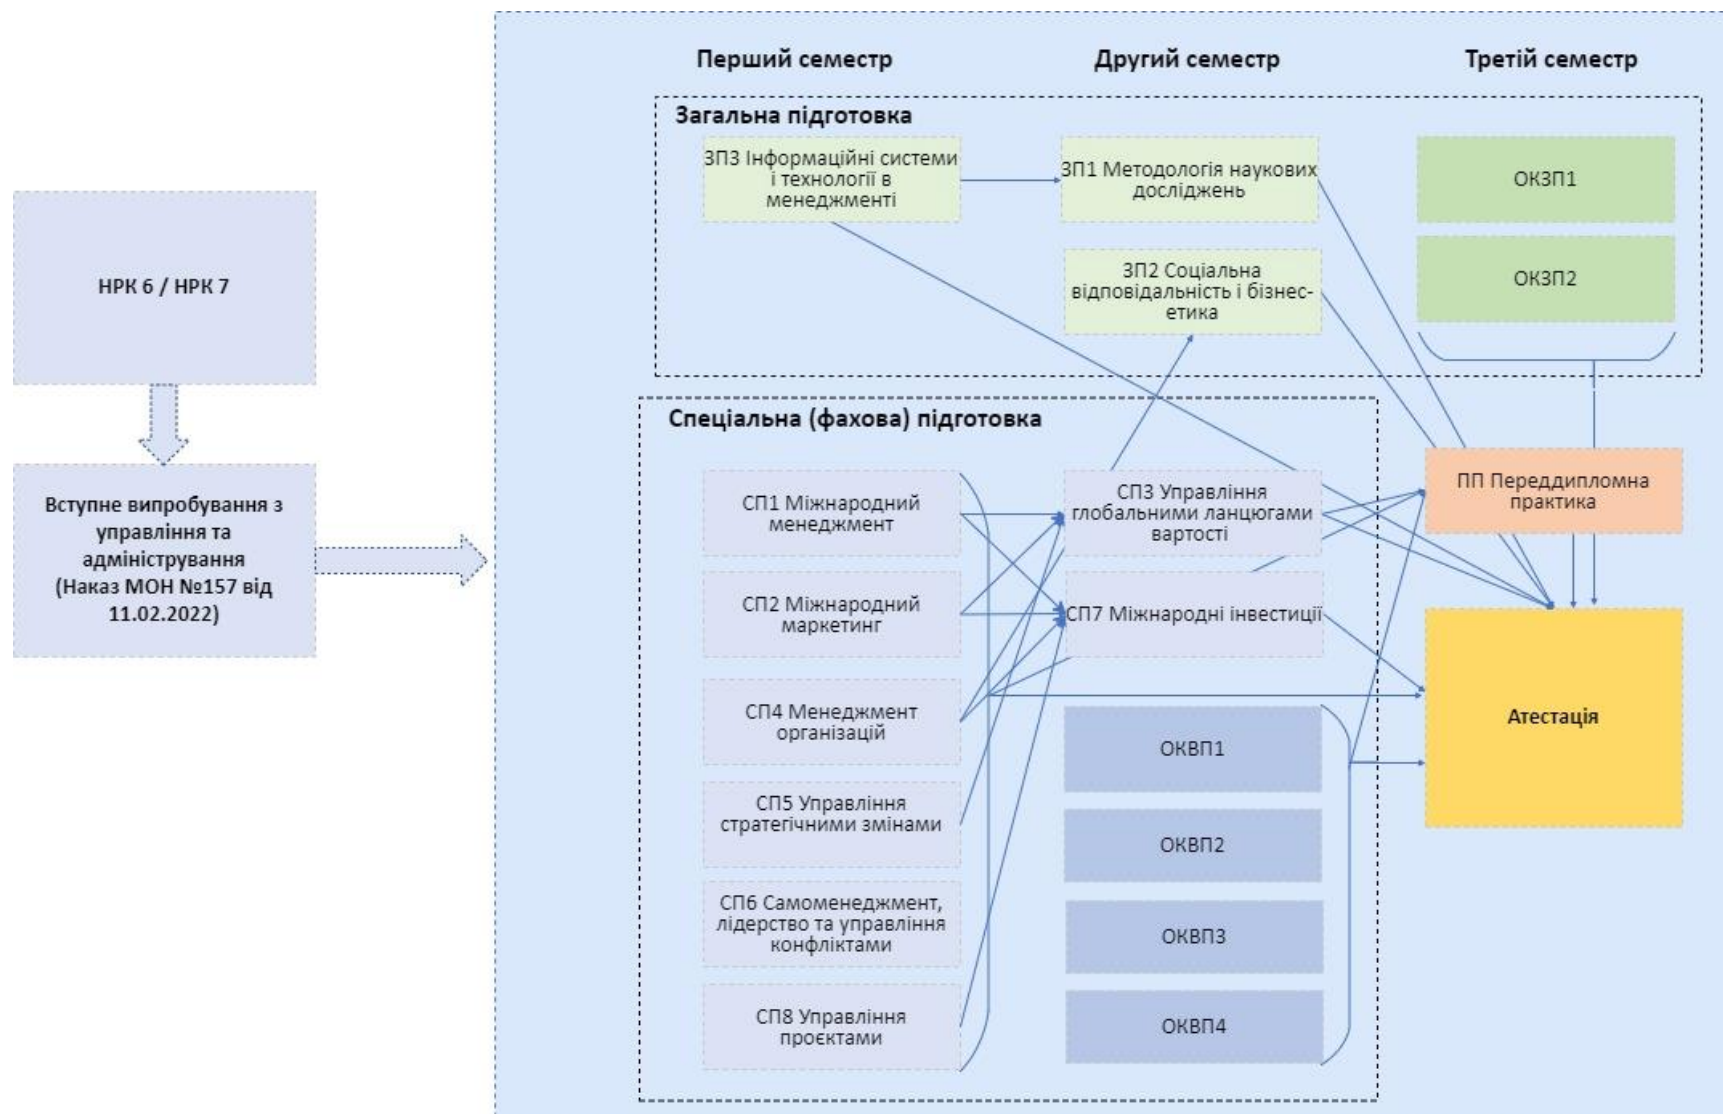 Перший семестр
Другий семестр
Третій семестр
Загальна підготовка
ЗП3 Інформаційні системи
і технології в
менеджменті
ЗП1 Методологія наукових
досліджень
ОКЗП1
ЗП2 Соціальна
відповідальність і бізнес-
етика
ОКЗП2
НРК 6 / НРК 7
Вступне випробування з
управління та
адміністрування
(Наказ МОН №157 від
11.02.2022)
Спеціальна (фахова) підготовка
СП1 Міжнародний
менеджмент
СП3 Управління
глобальними ланцюгами
вартості
ПП Переддипломна
практика
СП2 Міжнародний
маркетинг
СП7 Міжнародні інвестиції
СП4 Менеджмент
організацій
Атестація
ОКВП1
СП5 Управління
стратегічними змінами
ОКВП2
СП6 Самоменеджмент,
лідерство та управління
конфліктами
ОКВП3
СП8 Управління
проєктами
ОКВП4